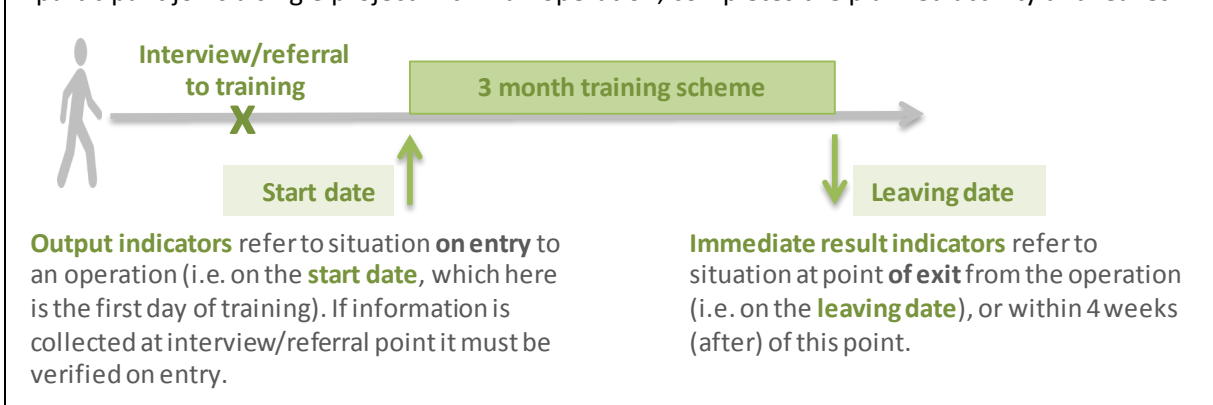 Interview/referral
to training
X
3 month training scheme
Start date
Leaving date
Output indicators refer to situation on entry to
an operation (i.e. on the start date, which here
is the first day of training). If information is
collected at interview/referral point it must be
verified on entry.
Immediate result indicators refer to
situation at point of exit from the operation
(i.e. on the leaving date), or within 4 weeks
(after) of this point.